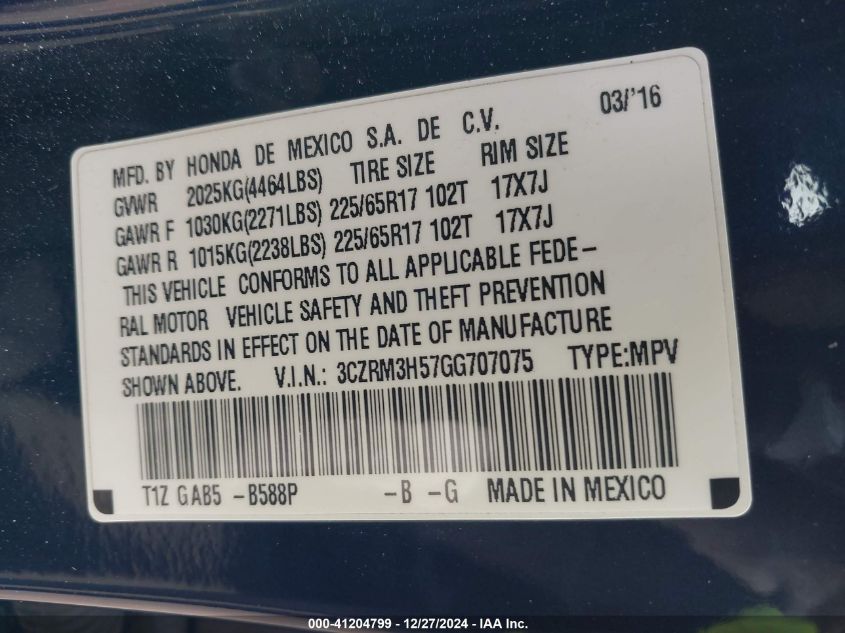 03/'16
MFD. BY HONDA DE MEXICO S.A. DE C.V.
GVWR 2025KG(4464LBS) TIRE SIZE RIM SIZE
GAWR F 1030KG(2271LBS) 225/65R17 102T 17X7J
GAWR R 1015KG(2238LBS) 225/65R17 102T 17X7J
THIS VEHICLE CONFORMS TO ALL APPLICABLE FEDE-
RAL MOTOR VEHICLE SAFETY AND THEFT PREVENTION
STANDARDS IN EFFECT ON THE DATE OF MANUFACTURE
SHOWN ABOVE. V.I.N.: 3CZRM3H57GG707075 TYPE:MPV
T1Z GAB5 -B588P -B -G MADE IN MEXICO
000-41204799 - 12/27/2024 - IAA Inc.